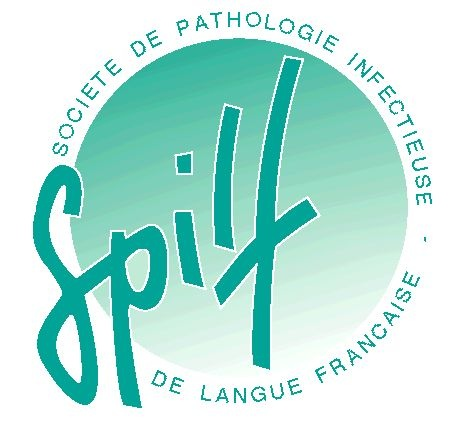 SOCIETE DE PATHOLOGIE INFECTIEUSE -
DE LANGUE FRANCAISE -
Spilf